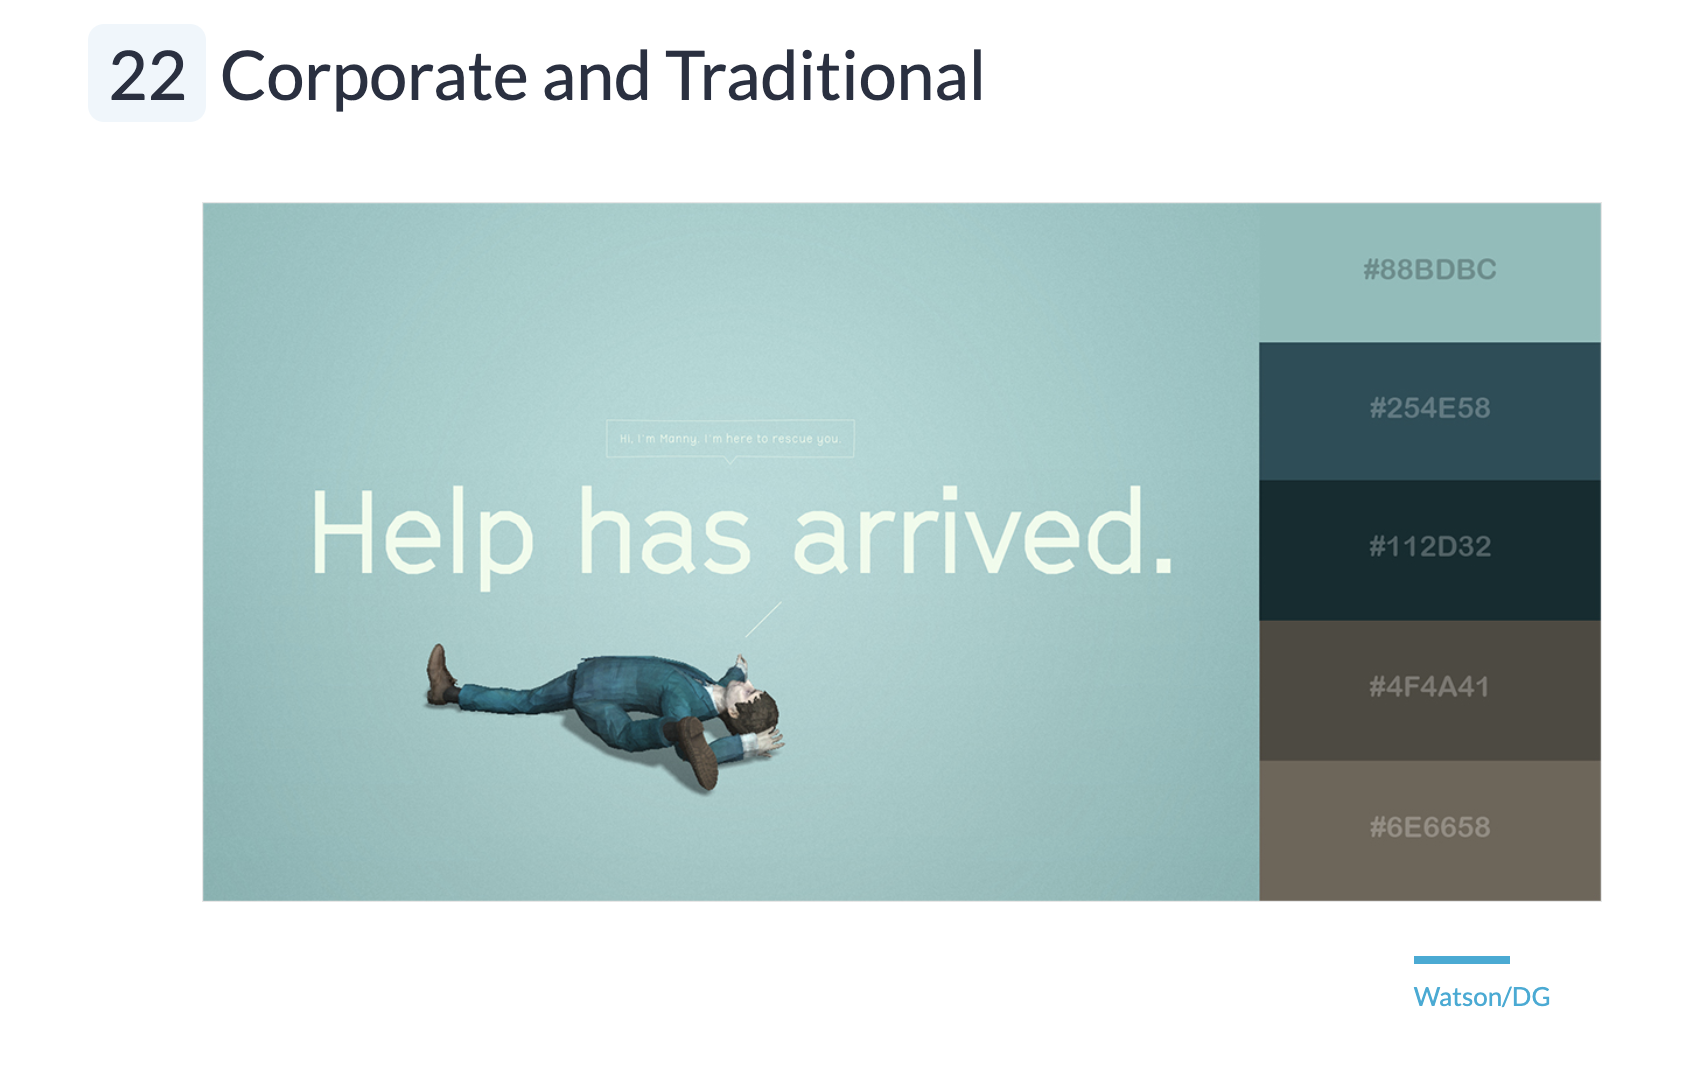 22 Corporate and Traditional
#88BDBC
Hi, I'm Manny. I'm here to rescue you.
#254E58
Help has arrived.
#112D32
#4F4A41
#6E6658
Watson/DG